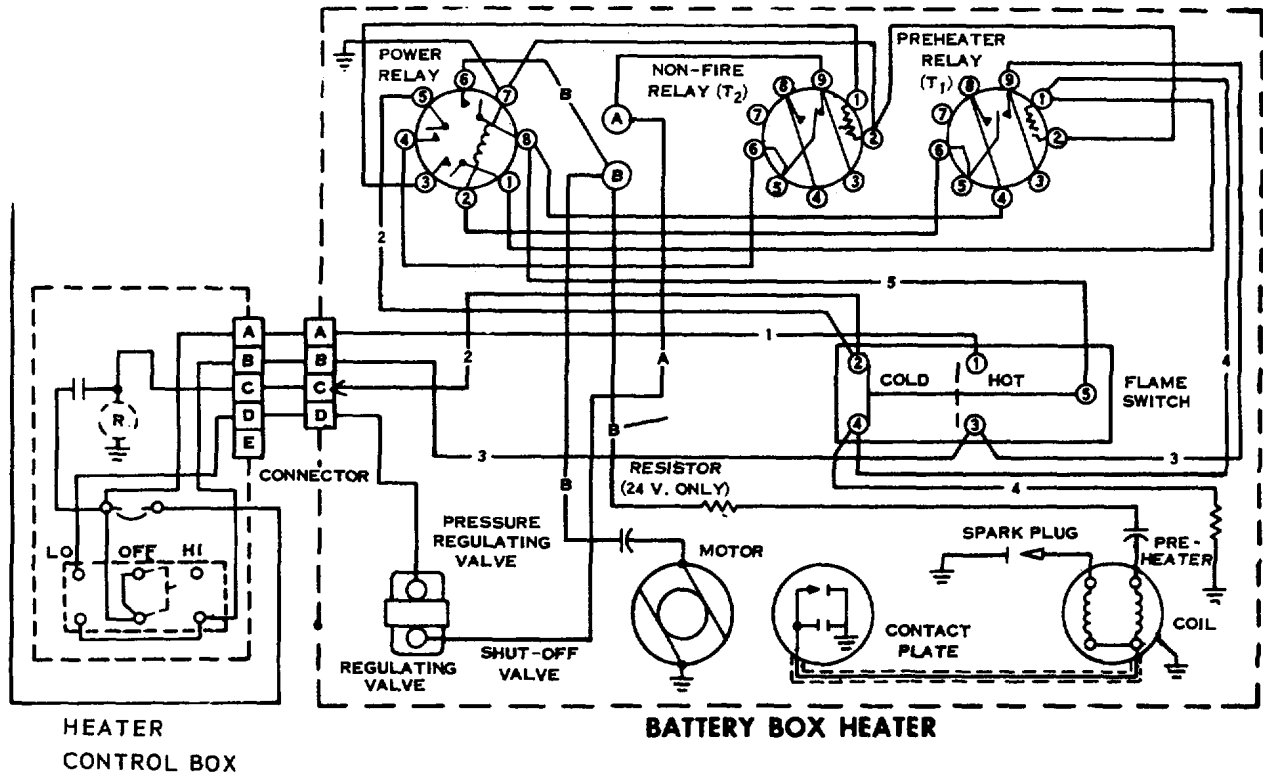 POWER
RELAY
6
7
5
4
8
3
2
1
B
A
B
NON-FIRE
RELAY (T2)
8
9
1
7
2
6
5
4
3
PREHEATER
RELAY
(T1)
8
9
1
7
2
6
5
4
3
2
5
1
2
A
3
4
3
4
B
B
A
B
C
D
E
A
B
C
D
CONNECTOR
R
LO
OFF
HI
2
COLD
1
HOT
5
4
3
FLAME
SWITCH
RESISTOR
(24 V. ONLY)
PRESSURE
REGULATING
VALVE
MOTOR
SPARK PLUG
PRE-
HEATER
REGULATING
VALVE
SHUT-OFF
VALVE
CONTACT
PLATE
COIL
HEATER
CONTROL BOX
BATTERY BOX HEATER